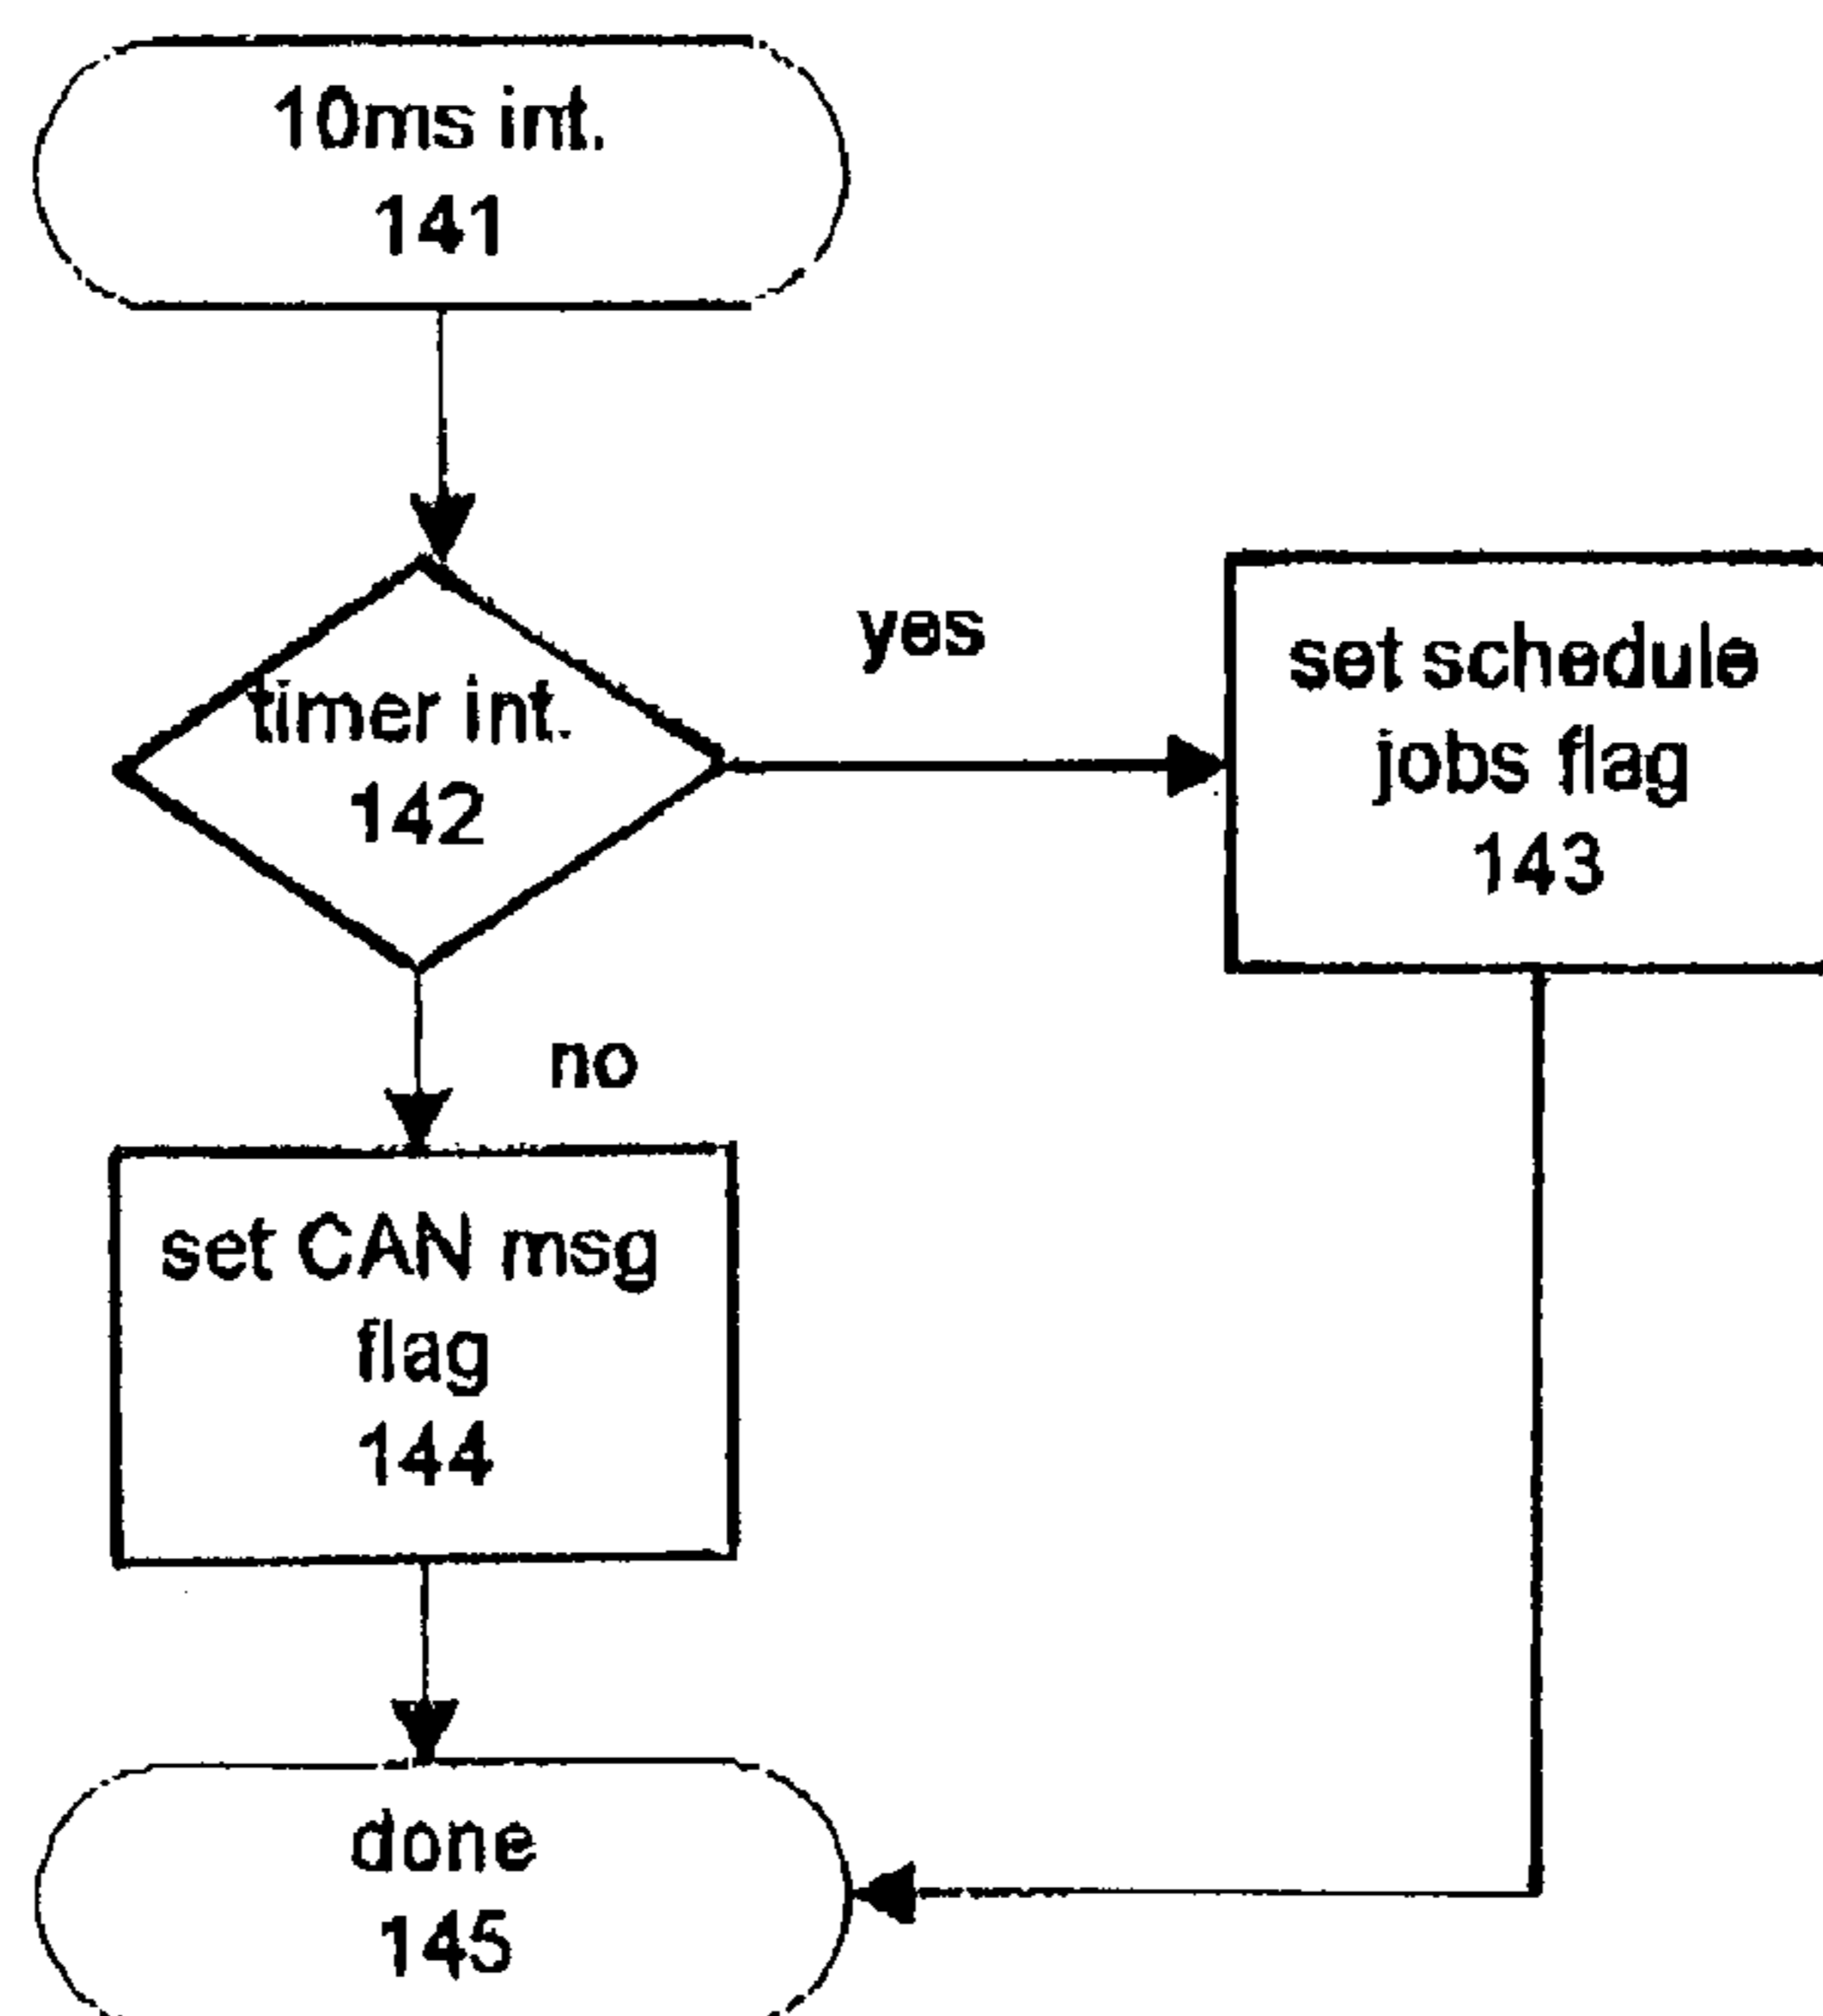 10ms int.
141
timer int.
142
yes
set schedule
jobs flag
143
no
set CAN msg
flag
144
done
145